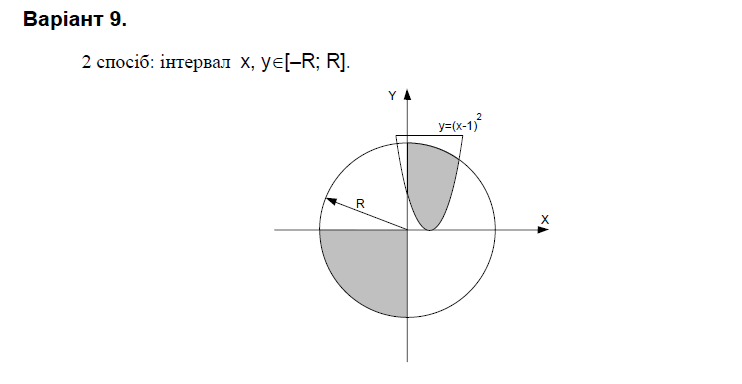 Варіант 9.
2 спосіб: інтервал x, y∈[–R; R].
Y
y=(x-1)²
R
X